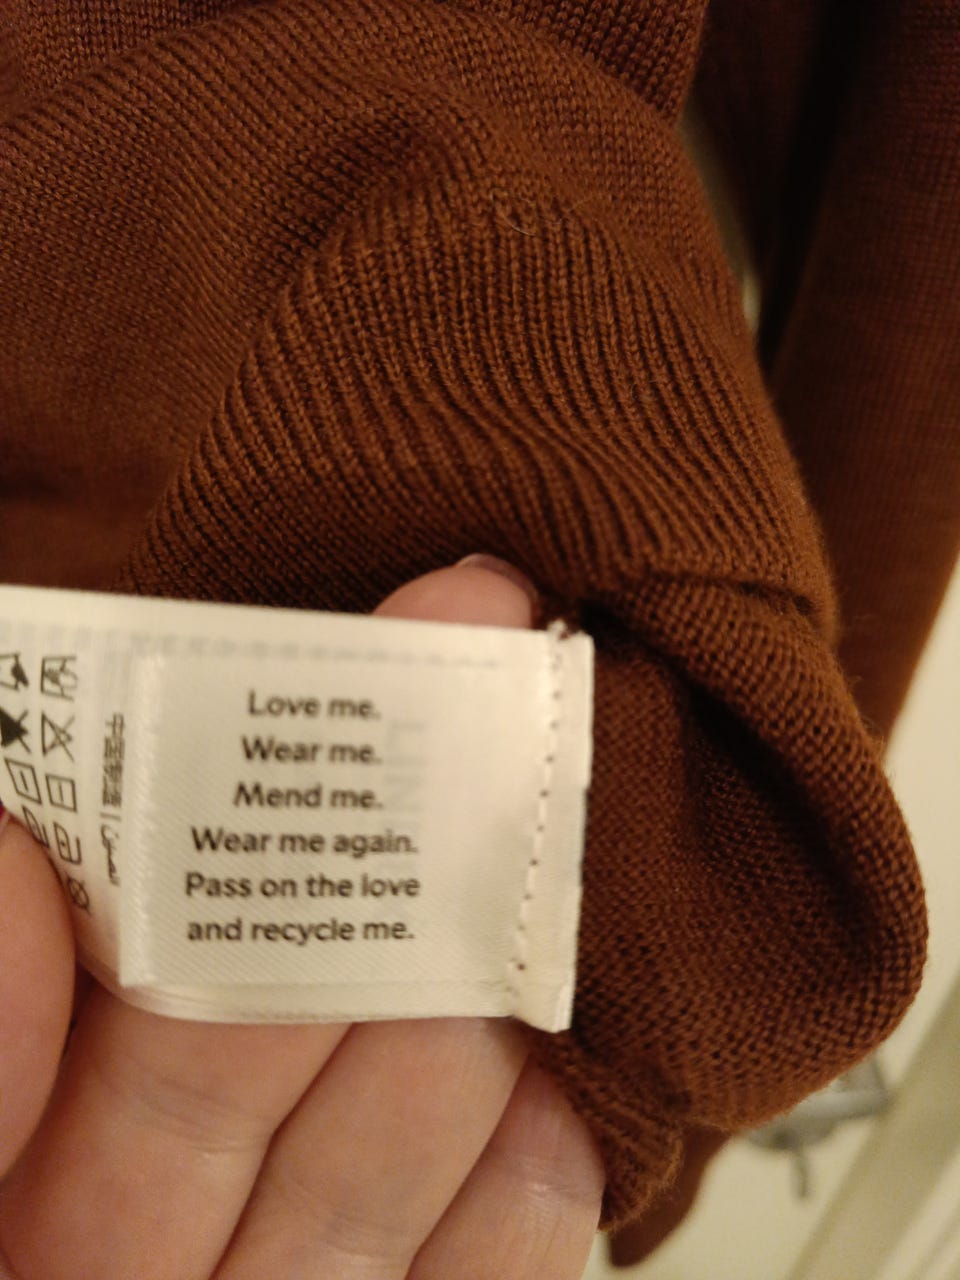 Love me.
Wear me.
Mend me.
Wear me again.
Pass on the love
and recycle me.